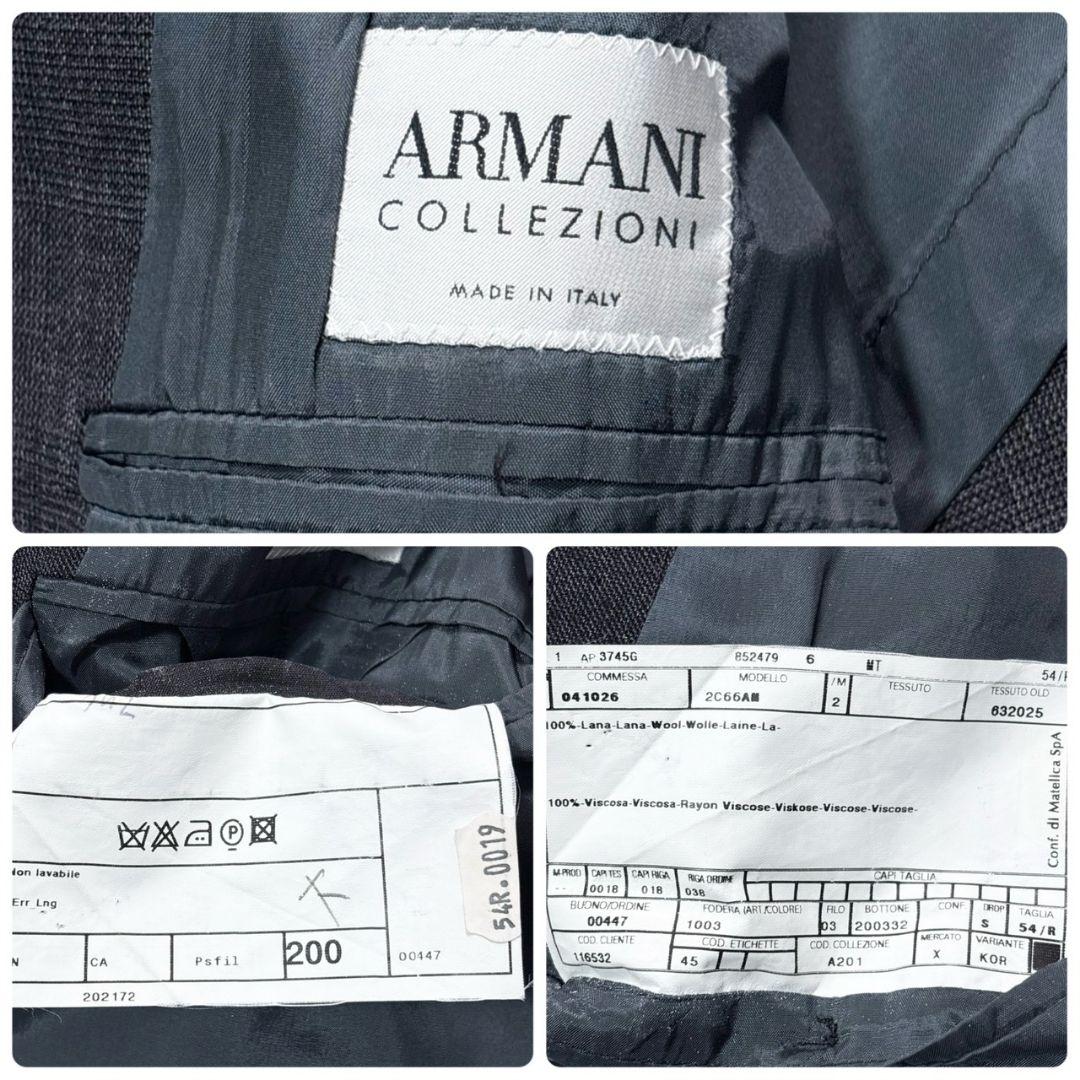 ARMANI
COLLEZIONI
MADE IN ITALY
Non lavabile
Err_Lng
X
N CA Psfil 200 00447
202172
54R.0019
1 AP 3745G 852479 6 MT 54/R
COMMESSA MODELLO /M TESSUTO TESSUTO OLD
041026 2C66AM 2 632025
100%-Lana-Lana-Wool-Wolle-Laine-La-
100%-Viscosa-Viscosa-Rayon Viscose-Viskose-Viscose-Viscose-
Conf. di Matelica SpA
M-PROD CAPI TES CAPI RIGA RIGA ORDINE CAPI TAGLIA
-- 0018 018 038
BUONO/ORDINE FODERA (ART./COLORE) FILO BOTTONE CONF DROP TAGLIA
00447 1003 03 200332 S 54/R
COD. CLIENTE COD. ETICHETTE COD. COLLEZIONE MERCATO VARIANTE
116532 45 A201 X KOR